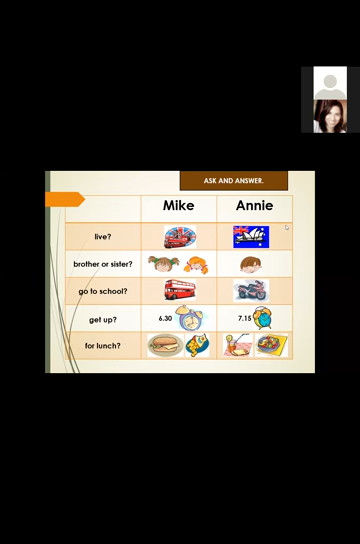 ASK AND ANSWER.
Mike Annie
live?
brother or sister?
go to school?
get up? 6.30 7.15
for lunch?